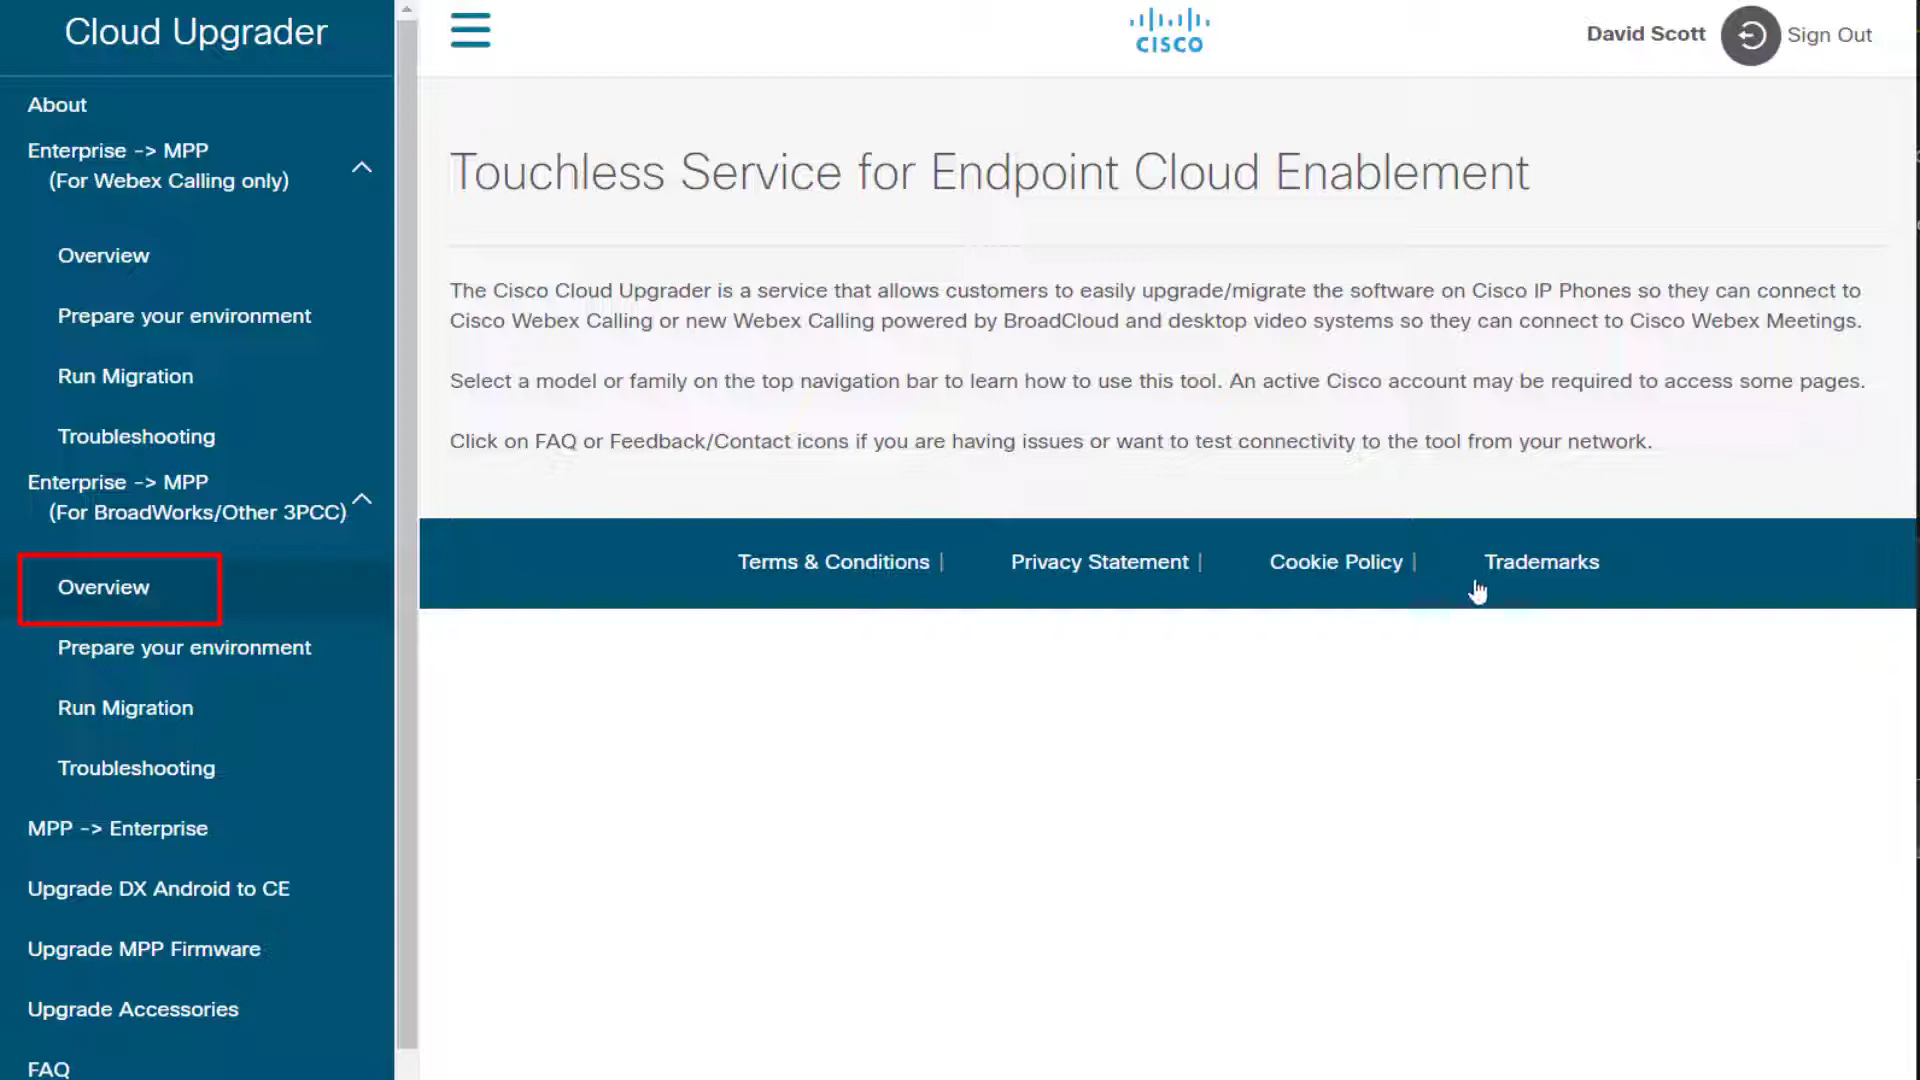 Cloud Upgrader
About
Enterprise -> MPP
(For Webex Calling only)
Overview
Prepare your environment
Run Migration
Troubleshooting
Enterprise -> MPP
(For BroadWorks/Other 3PCC)
Overview
Prepare your environment
Run Migration
Troubleshooting
MPP -> Enterprise
Upgrade DX Android to CE
Upgrade MPP Firmware
Upgrade Accessories
FAQ
CISCO
David Scott Sign Out
Touchless Service for Endpoint Cloud Enablement
The Cisco Cloud Upgrader is a service that allows customers to easily upgrade/migrate the software on Cisco IP Phones so they can connect to
Cisco Webex Calling or new Webex Calling powered by BroadCloud and desktop video systems so they can connect to Cisco Webex Meetings.
Select a model or family on the top navigation bar to learn how to use this tool. An active Cisco account may be required to access some pages.
Click on FAQ or Feedback/Contact icons if you are having issues or want to test connectivity to the tool from your network.
Terms & Conditions | Privacy Statement | Cookie Policy | Trademarks